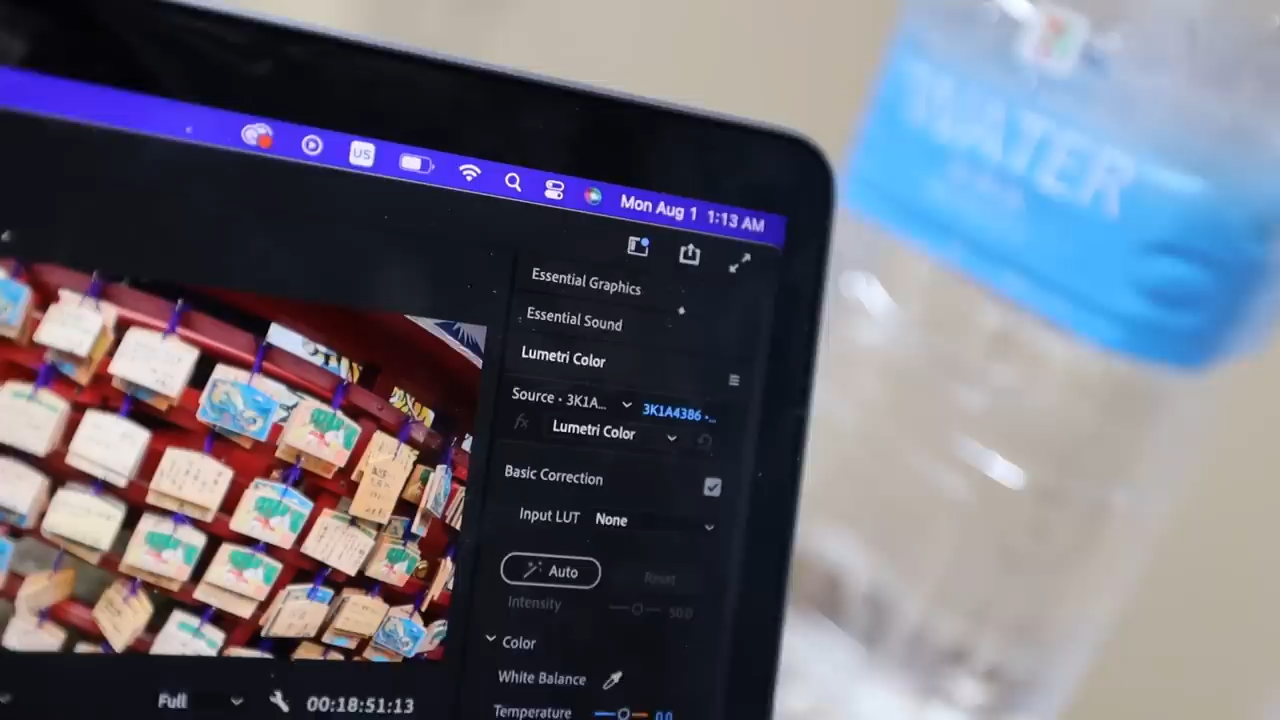 US
Mon Aug 1 1:13 AM
WATER
Essential Graphics
Essential Sound
Lumetri Color
Source • 3K1A... 3K1A4386 •...
fx Lumetri Color
Basic Correction
Input LUT None
Auto Reset
Intensity 50.0
Color
White Balance
Temperature 0.0
Full 00:18:51:13